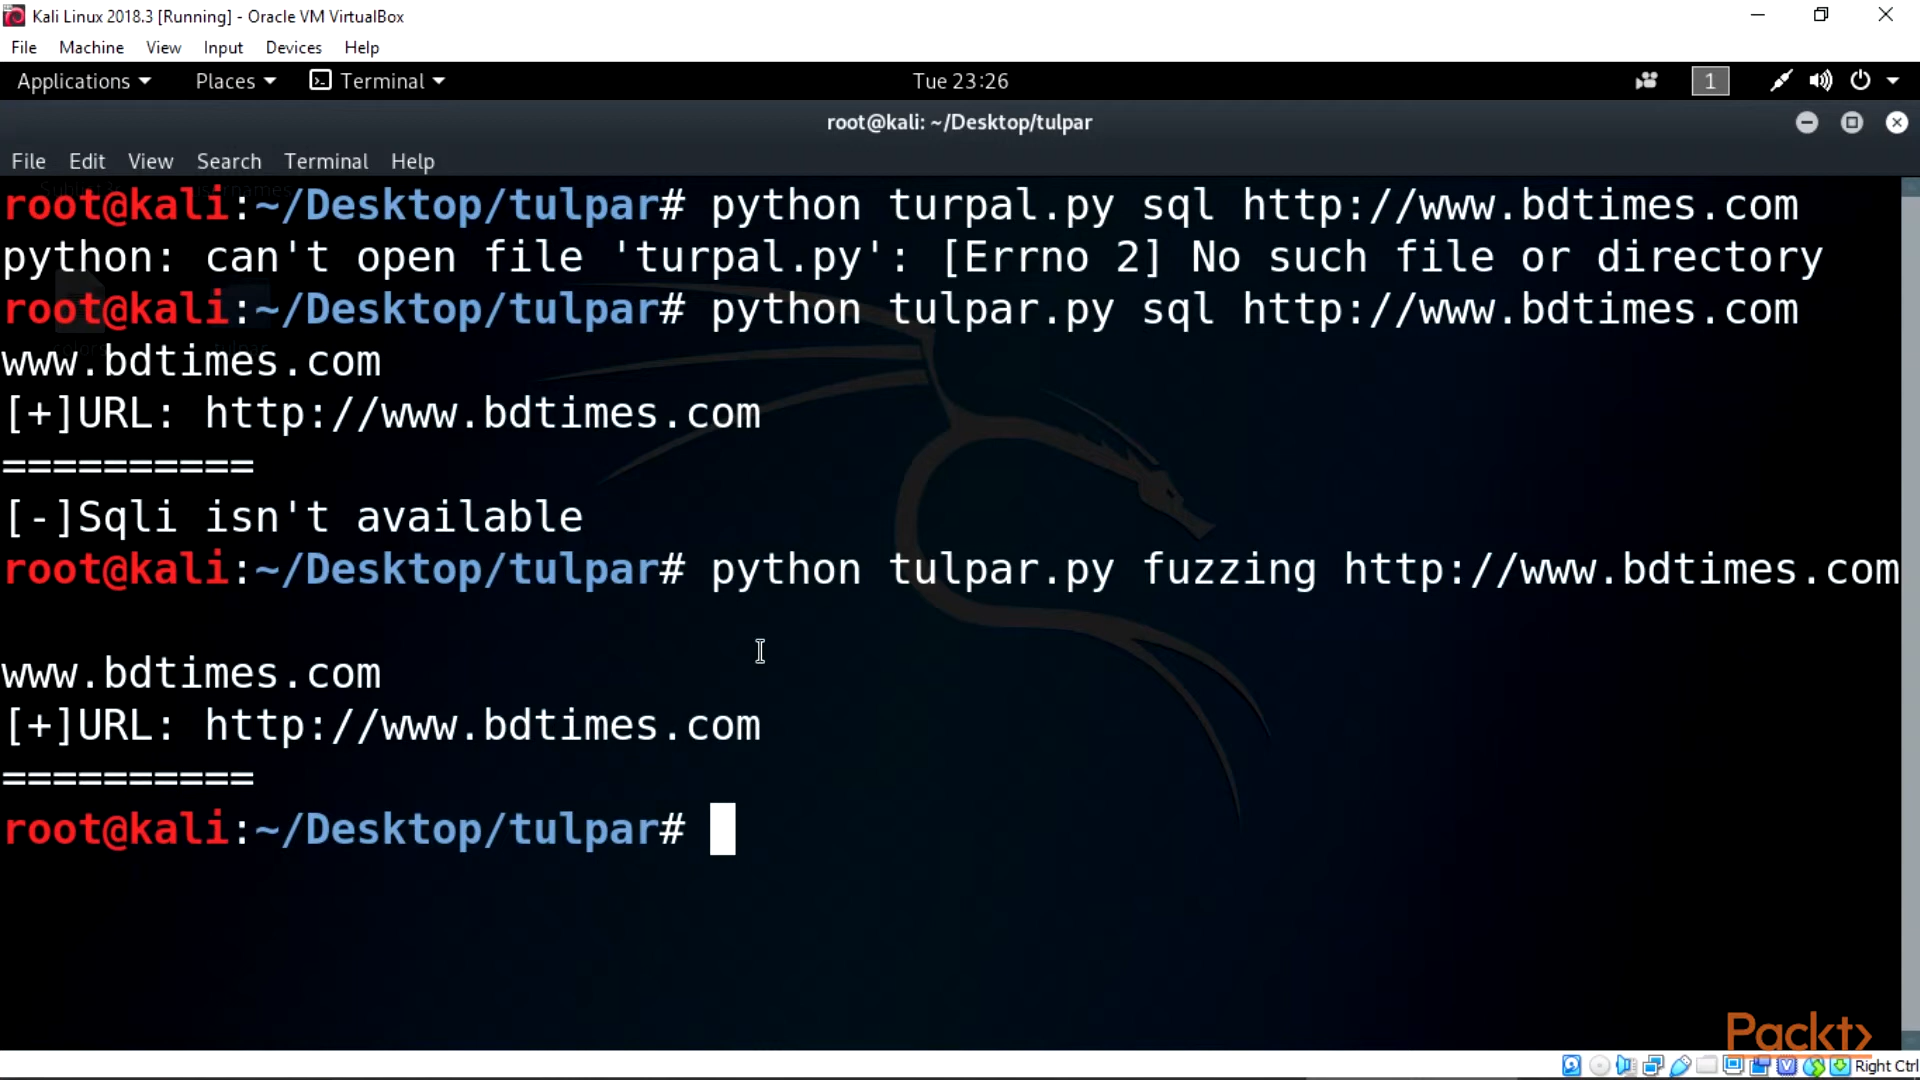 Kali Linux 2018.3 [Running] - Oracle VM VirtualBox
File Machine View Input Devices Help
Applications Places Terminal Tue 23:26 1
root@kali: ~/Desktop/tulpar
File Edit View Search Terminal Help
root@kali:~/Desktop/tulpar# python turpal.py sql http://www.bdtimes.com
python: can't open file 'turpal.py': [Errno 2] No such file or directory
root@kali:~/Desktop/tulpar# python tulpar.py sql http://www.bdtimes.com
www.bdtimes.com
[+]URL: http://www.bdtimes.com
==========
[-]Sqli isn't available
root@kali:~/Desktop/tulpar# python tulpar.py fuzzing http://www.bdtimes.com
www.bdtimes.com
[+]URL: http://www.bdtimes.com
==========
root@kali:~/Desktop/tulpar#
Packt>
Right Ctrl